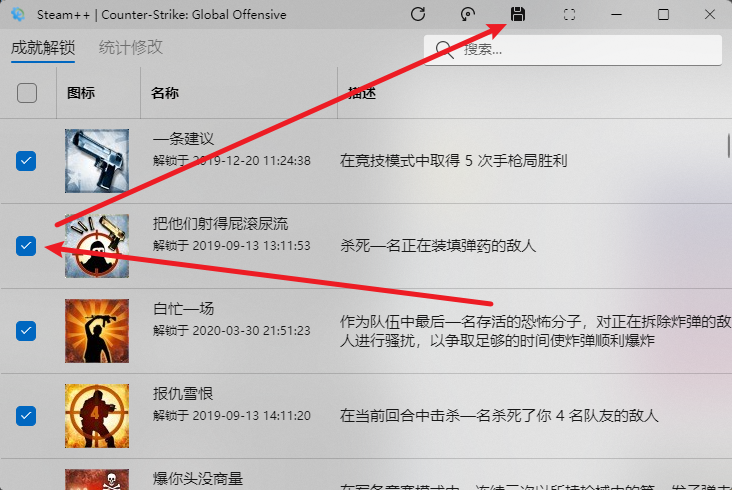 Steam++ | Counter-Strike: Global Offensive
成就解锁 统计修改
搜索...
图标 名称 描述
一条建议
解锁于 2019-12-20 11:24:38
在竞技模式中取得 5 次手枪局胜利
把他们射得屁滚尿流
解锁于 2019-09-13 13:11:53
杀死一名正在装填弹药的敌人
白忙一场
解锁于 2020-03-30 21:51:23
作为队伍中最后一名存活的恐怖分子，对正在拆除炸弹的敌
人进行骚扰，以争取足够的时间使炸弹顺利爆炸
报仇雪恨
解锁于 2019-09-13 14:11:20
在当前回合中击杀一名杀死了你 4 名队友的敌人
4
爆你头没商量